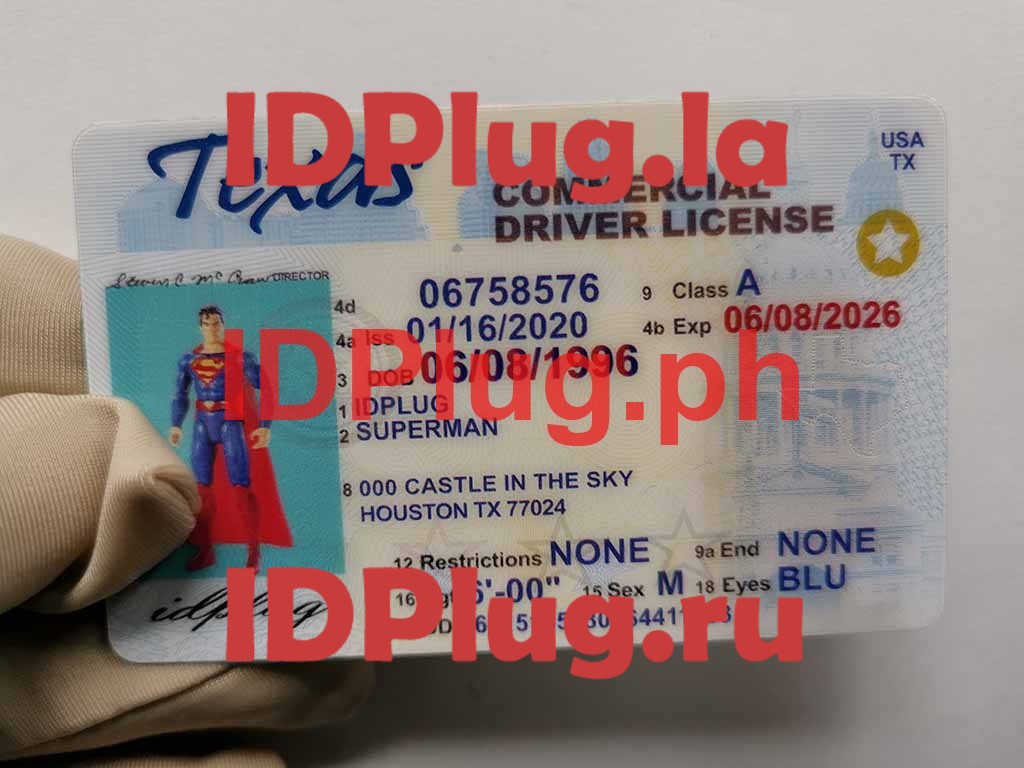 IDPlug.la
Texas
USA
TX
COMMERCIAL
DRIVER LICENSE
DIRECTOR
4d 06758576
9 Class A
4a Iss 01/16/2020
4b Exp 06/08/2026
3 DOB 06/08/1996
IDPlug.ph
1 IDPLUG
2 SUPERMAN
8 000 CASTLE IN THE SKY
HOUSTON TX 77024
12 Restrictions NONE
9a End NONE
IDPlug.ru
16 6'-00"
15 Sex M
18 Eyes BLU
idplug